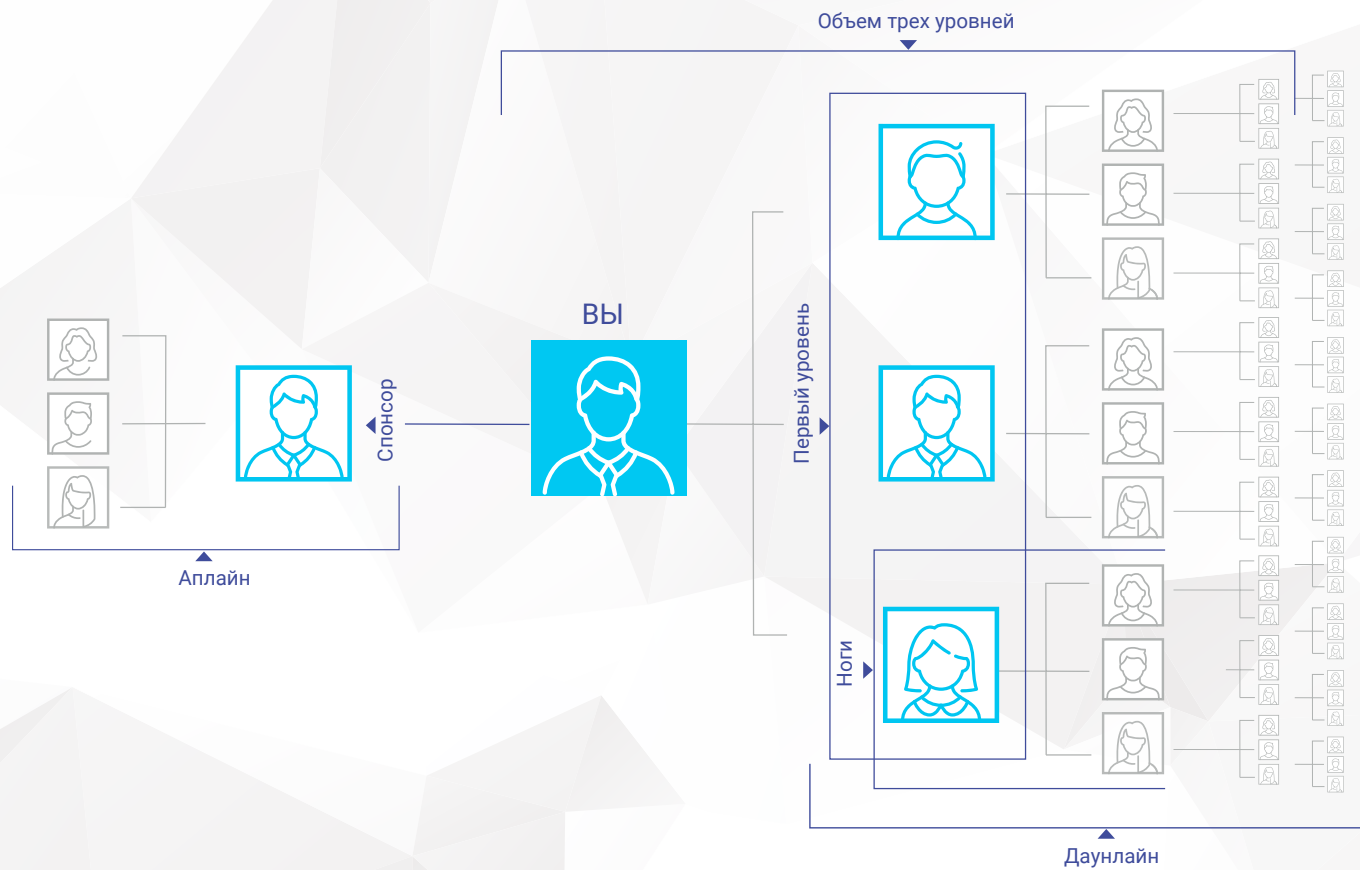 Объем трех уровней
ВЫ
Первый уровень
Спонсор
Аплайн
Ноги
Даунлайн